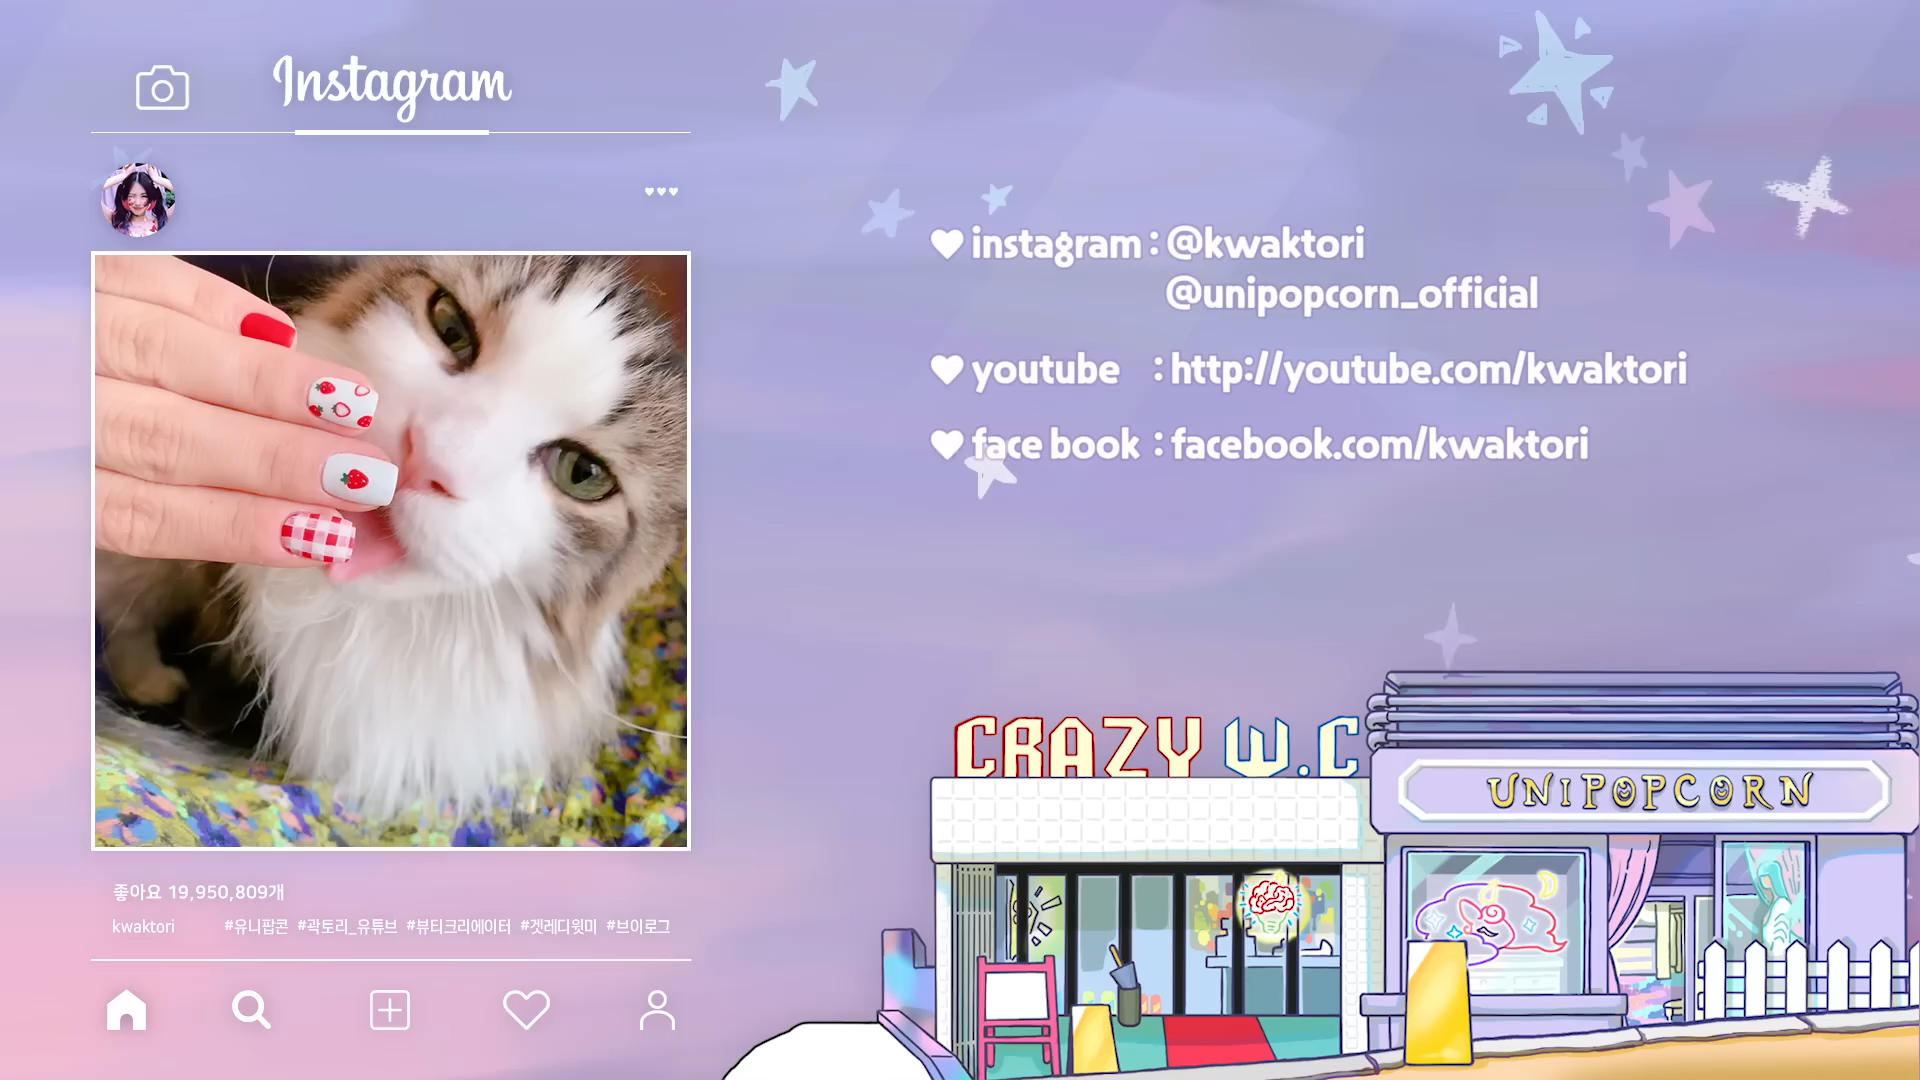 Instagram
좋아요 19,950,809개
kwaktori #유니팝콘 #곽토리_유튜브 #뷰티크리에이터 #겟레디윗미 #브이로그
instagram : @kwaktori
@unipopcorn_official
youtube : http://youtube.com/kwaktori
face book : facebook.com/kwaktori
CRAZY W.C
UNIPOPCORN